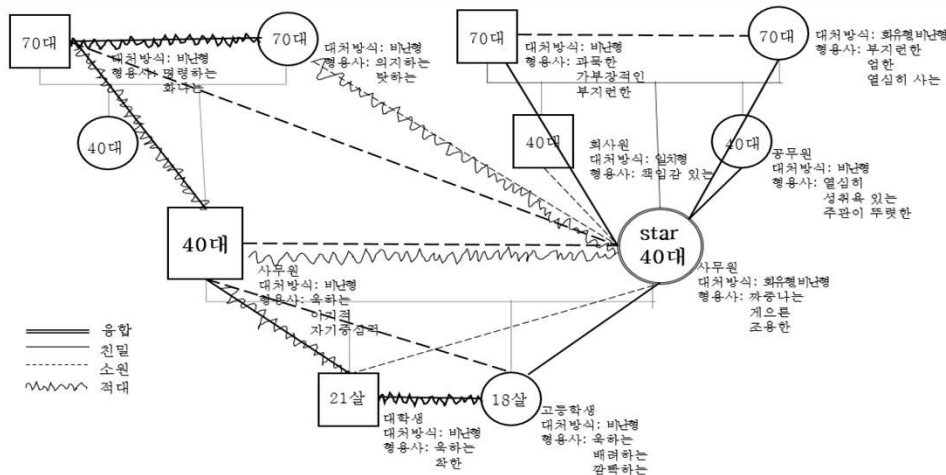 70대
70대
대처방식: 비난형
형용사: 명령하는
화내는
대처방식: 비난형
형용사: 의지하는
탓하는
40대
70대
대처방식: 비난형
형용사: 과묵한
가부장적인
부지런한
70대
대처방식: 회유형비난형
형용사: 부지런한
엄한
열심히 사는
40대
회사원
대처방식: 일치형
형용사: 책임감 있는
40대
공무원
대처방식: 비난형
형용사: 열심히
성취욕 있는
주관이 뚜렷한
40대
사무원
대처방식: 비난형
형용사: 욱하는
이지적
자기중심적
star
40대
사무원
대처방식: 회유형비난형
형용사: 짜증나는
게으른
조용한
융합
친밀
소원
적대
21살
대학생
대처방식: 비난형
형용사: 욱하는
착한
18살
고등학생
대처방식: 비난형
형용사: 욱하는
배려하는
깜빡하는